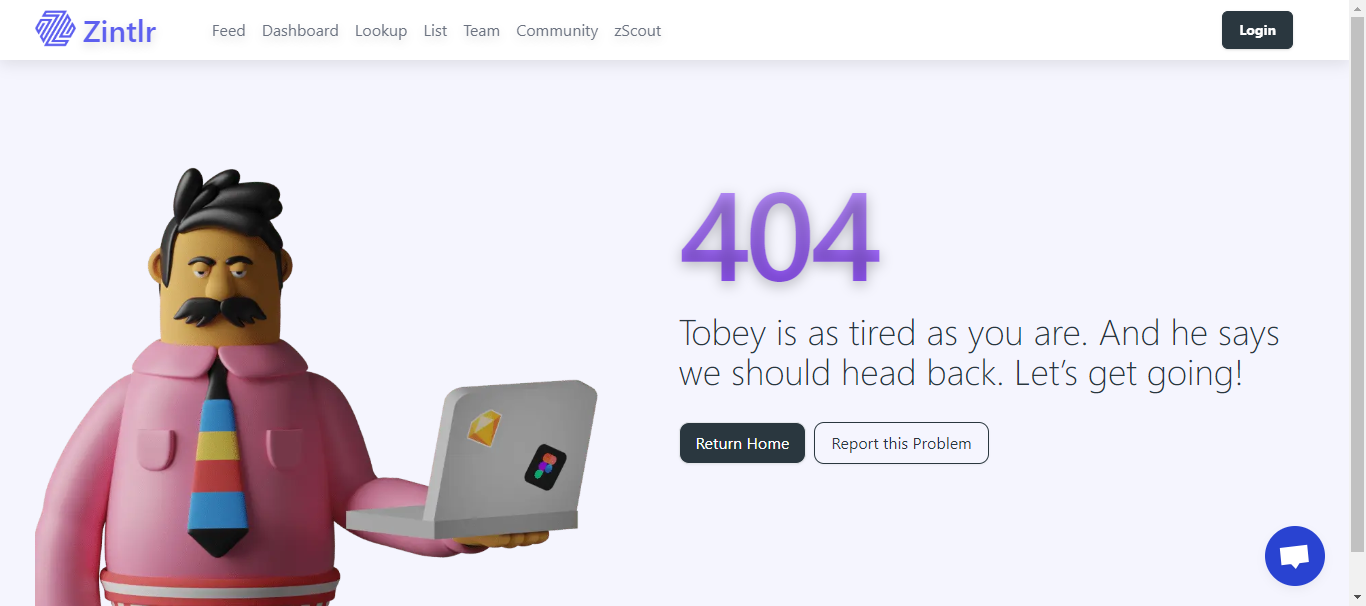 Zintlr
Feed Dashboard Lookup List Team Community zScout
Login
404
Tobey is as tired as you are. And he says
we should head back. Let’s get going!
Return Home
Report this Problem